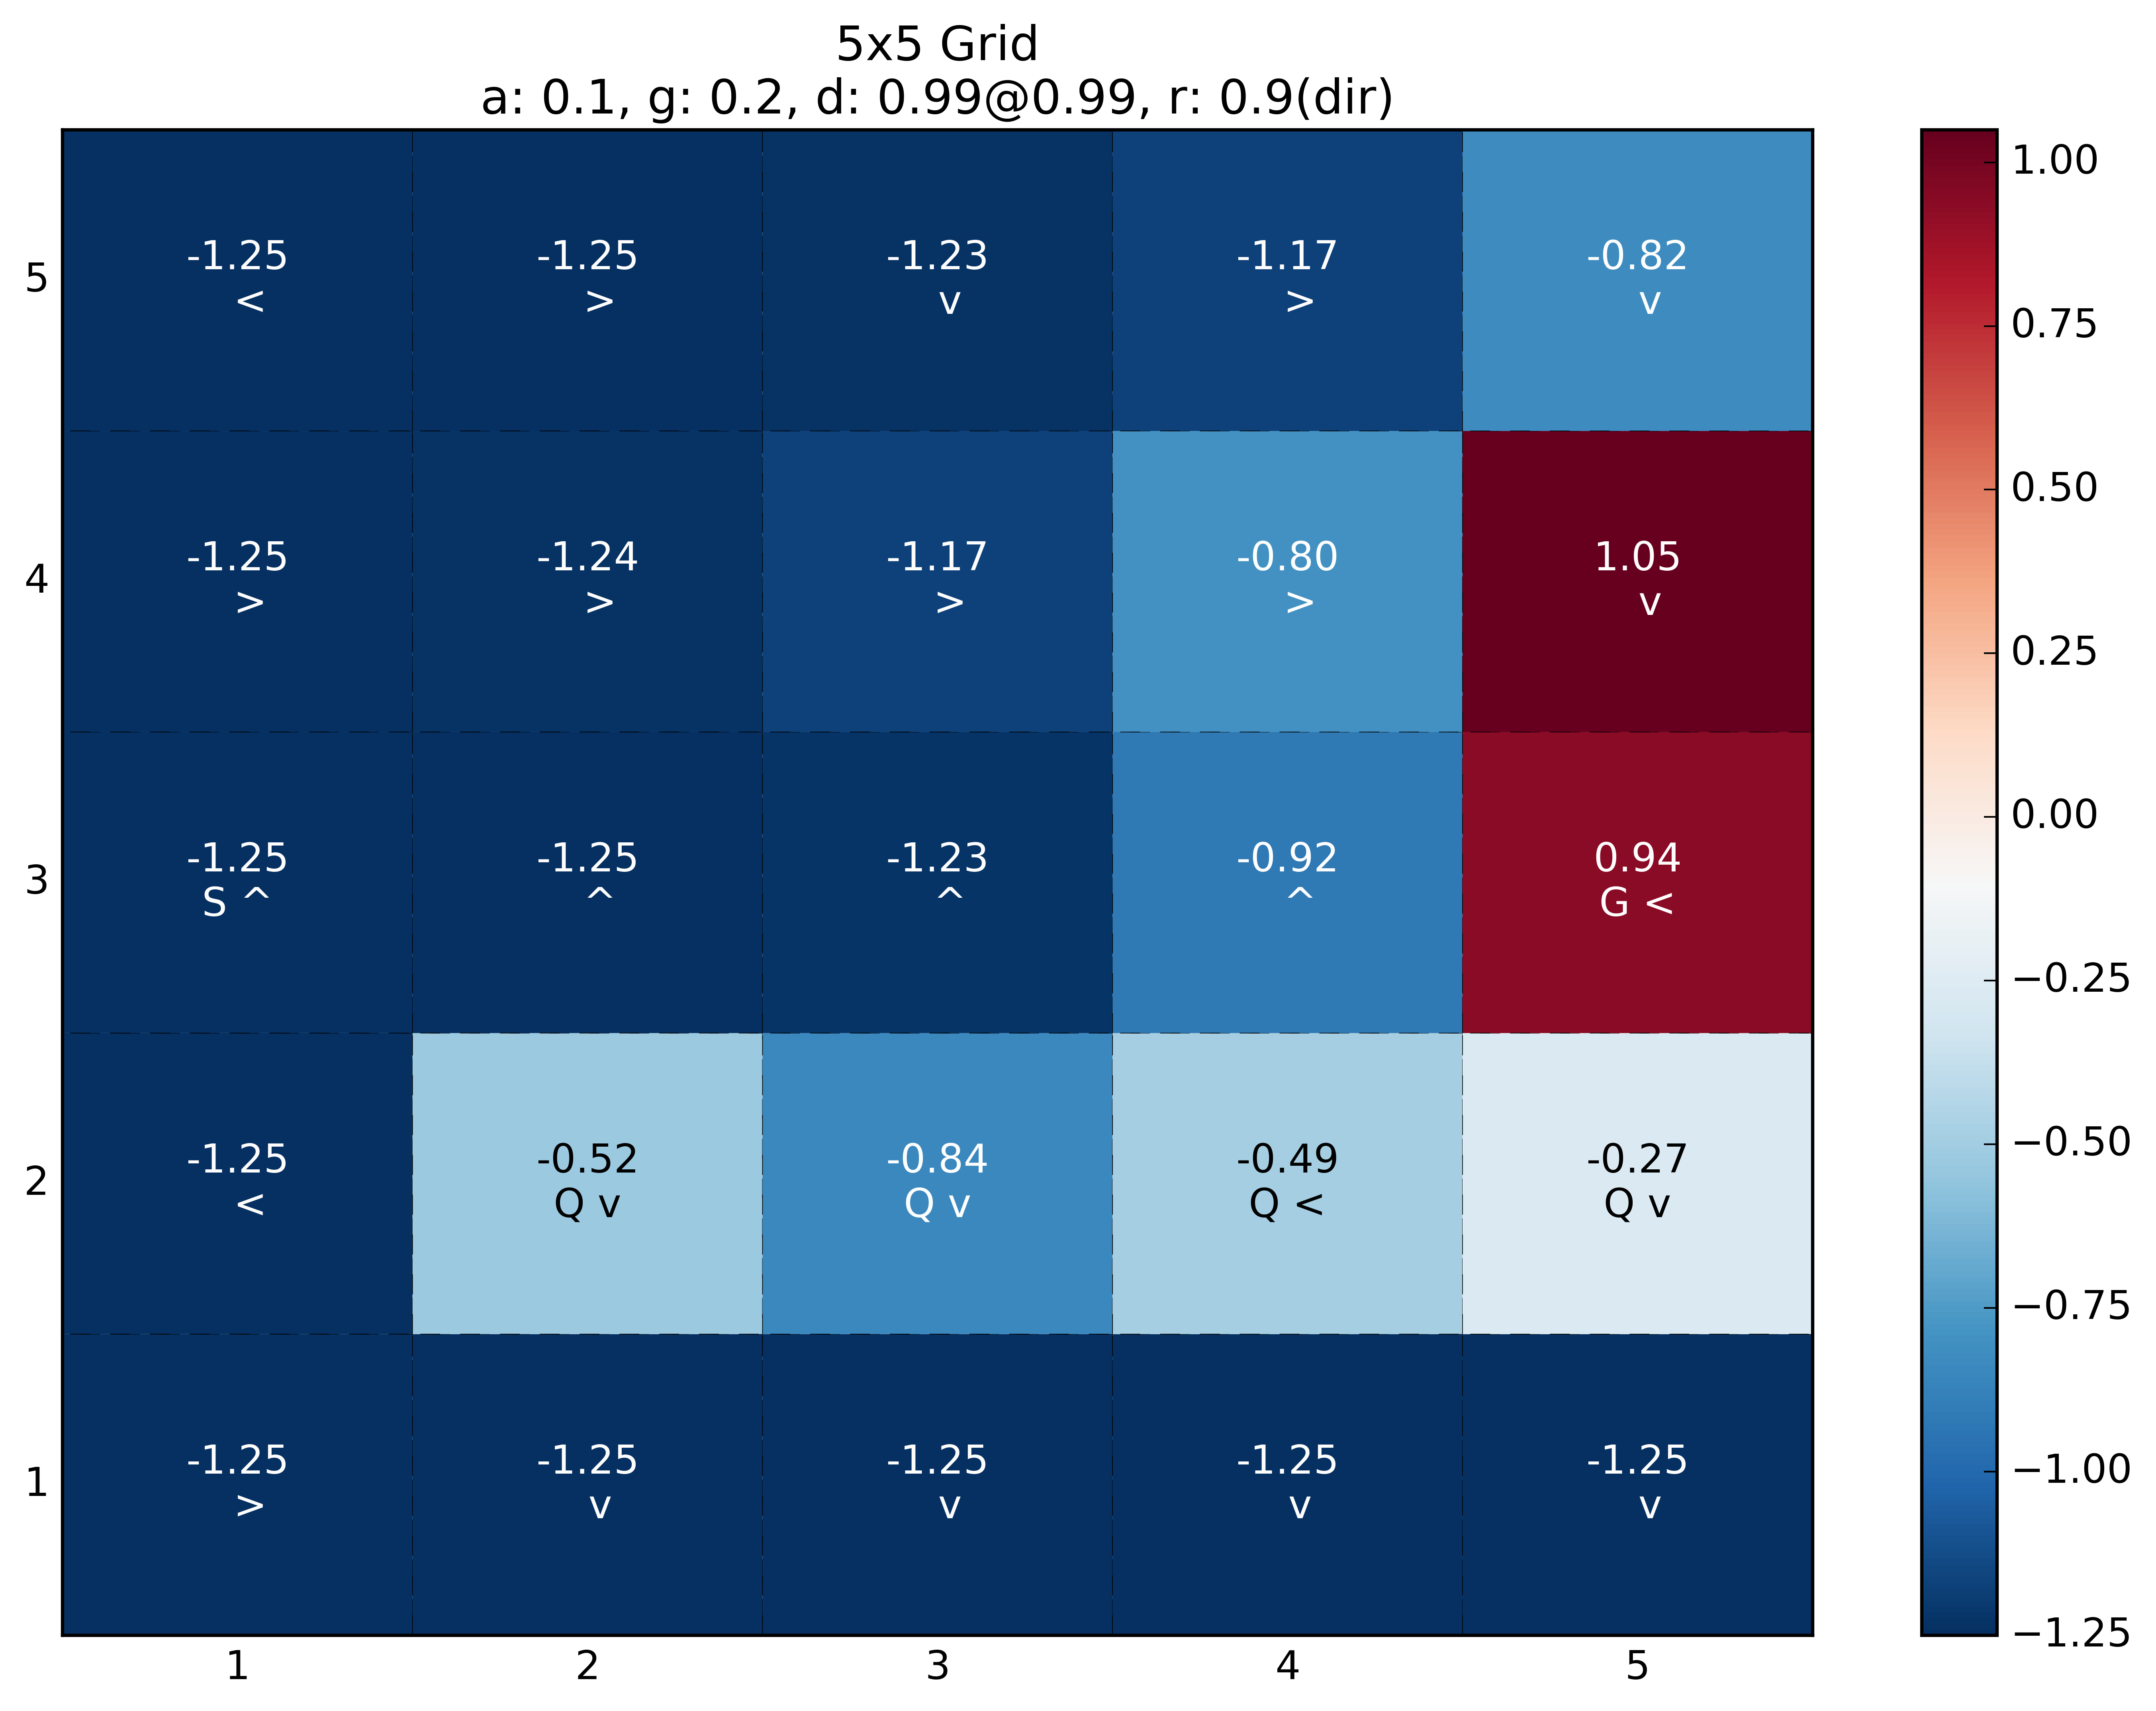 5x5 Grid
a: 0.1, g: 0.2, d: 0.99@0.99, r: 0.9(dir)
5
-1.25 -1.25 -1.23 -1.17 -0.82
< > v > v
4
-1.25 -1.24 -1.17 -0.80 1.05
> > > > v
3
-1.25 -1.25 -1.23 -0.92 0.94
S ^ ^ ^ ^ G <
2
-1.25 -0.52 -0.84 -0.49 -0.27
< Q v Q v Q < Q v
1
-1.25 -1.25 -1.25 -1.25 -1.25
> v v v v
1 2 3 4 5
1.00
0.75
0.50
0.25
0.00
−0.25
−0.50
−0.75
−1.00
−1.25